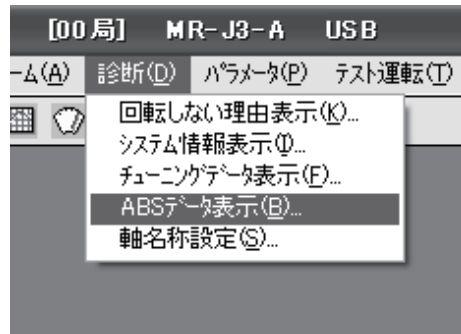 [00局] MR-J3-A USB
ーム(A) 診断(D) パラメータ(P) テスト運転(T)
回転しない理由表示(K)...
システム情報表示(I)...
チューニングデータ表示(F)...
ABSデータ表示(B)...
軸名称設定(S)...